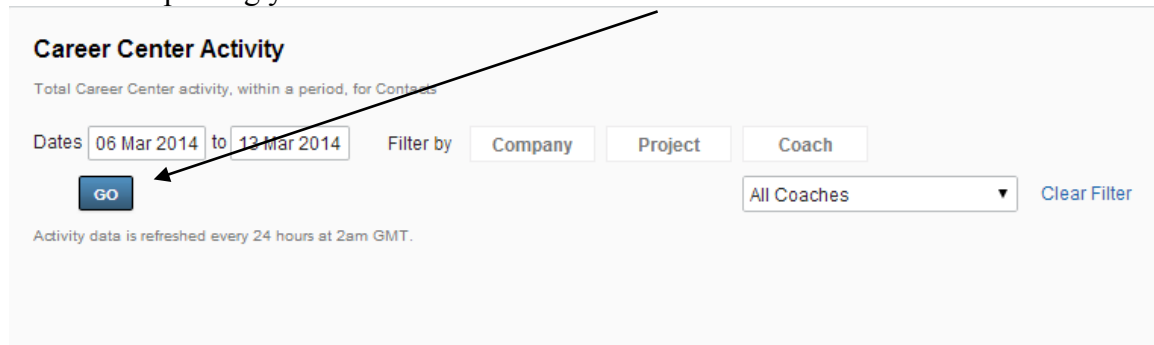 Career Center Activity
Total Career Center activity, within a period, for Contacts
Dates 06 Mar 2014 to 13 Mar 2014 Filter by Company Project Coach
GO All Coaches Clear Filter
Activity data is refreshed every 24 hours at 2am GMT.